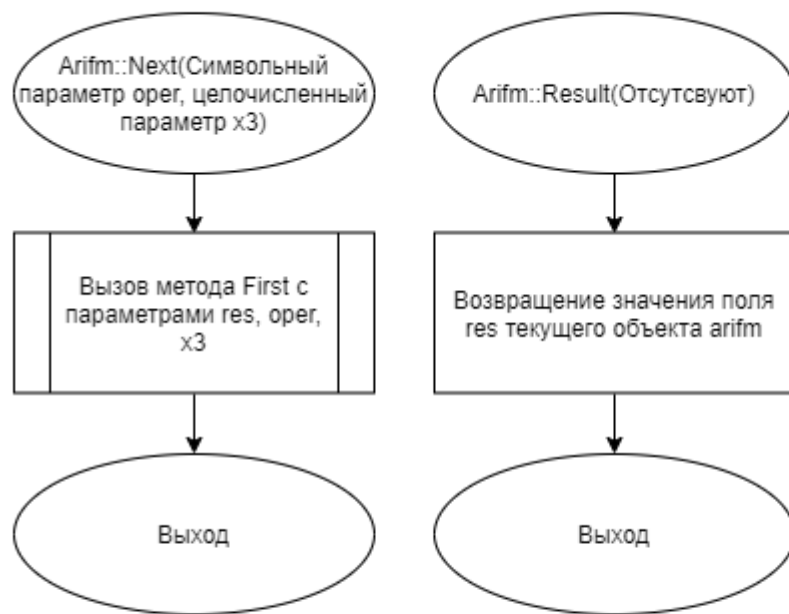 Arifm::Next(Символьный
параметр oper, целочисленный
параметр x3)
Вызов метода First с
параметрами res, oper,
x3
Выход
Arifm::Result(Отсутсвуют)
Возвращение значения поля
res текущего объекта arifm
Выход